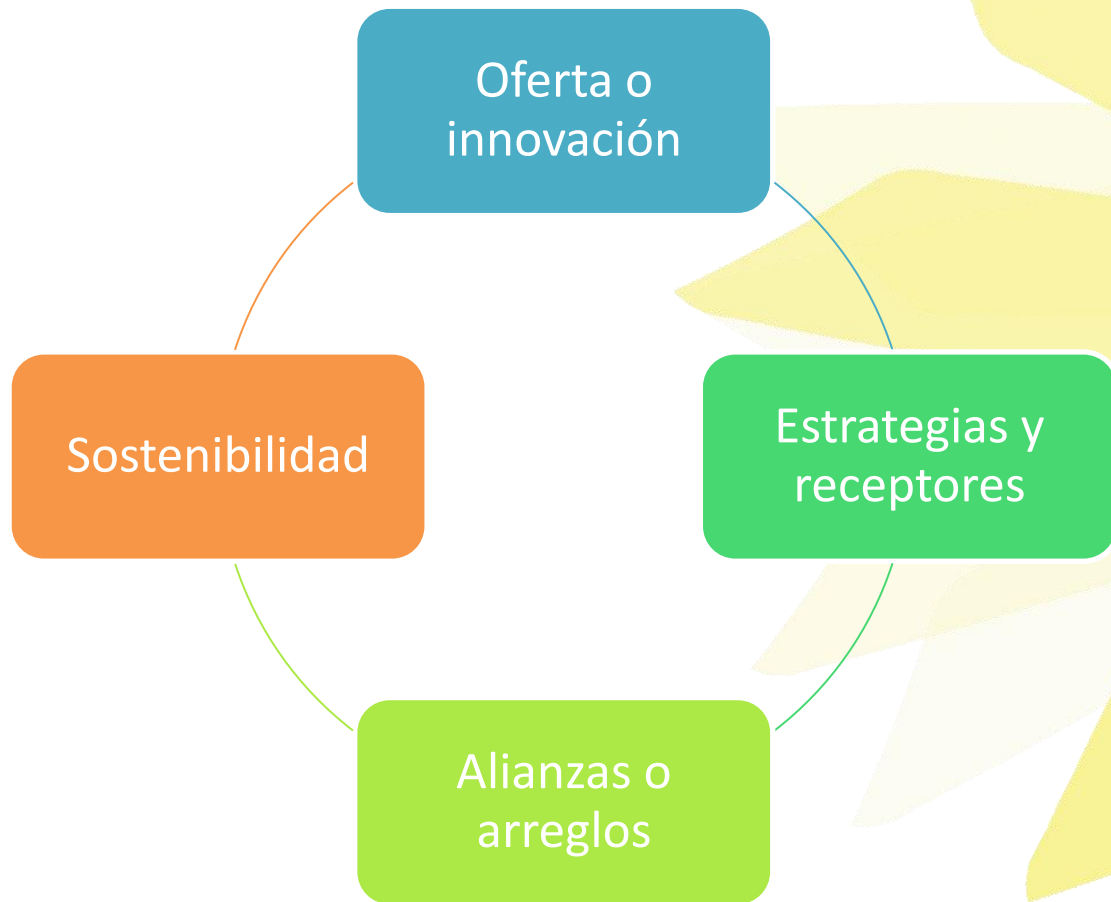 Oferta o
innovación
Sostenibilidad
Estrategias y
receptores
Alianzas o
arreglos